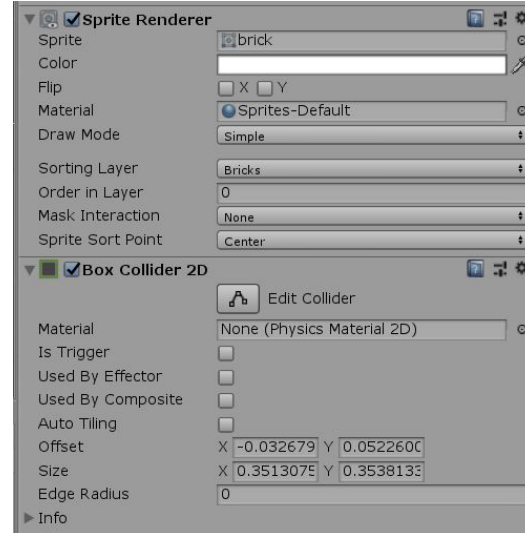 Sprite Renderer
Sprite brick
Color
Flip X Y
Material Sprites-Default
Draw Mode Simple
Sorting Layer Bricks
Order in Layer 0
Mask Interaction None
Sprite Sort Point Center
Box Collider 2D
Edit Collider
Material None (Physics Material 2D)
Is Trigger
Used By Effector
Used By Composite
Auto Tiling
Offset X -0.032679 Y 0.052260(
Size X 0.3513075 Y 0.3538133
Edge Radius 0
Info